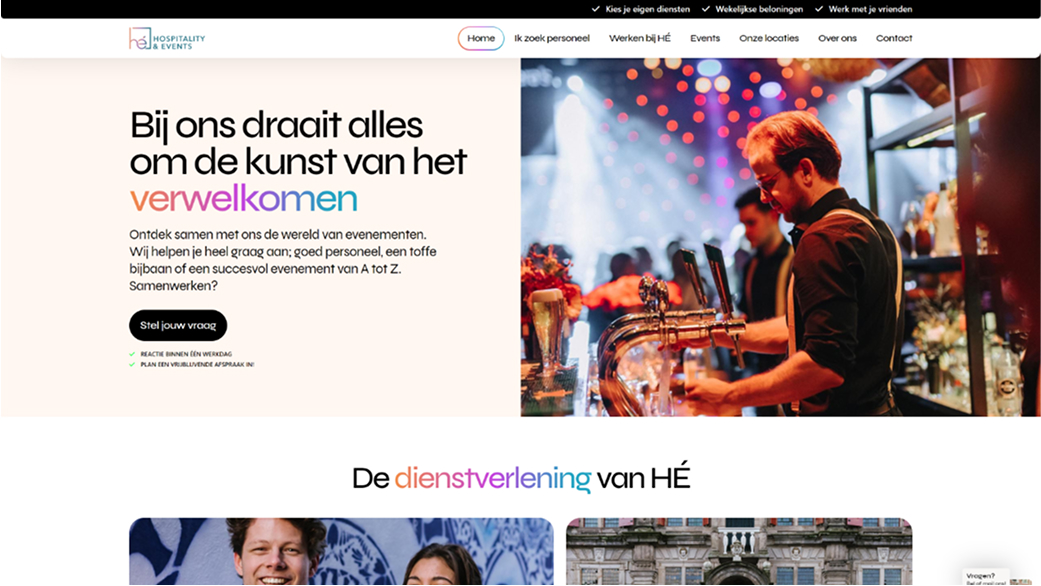 Kies je eigen diensten
Wekelijkse beloningen
Werk met je vrienden
hé HOSPITALITY
& EVENTS
Home
Ik zoek personeel
Werken bij HÉ
Events
Onze locaties
Over ons
Contact
Bij ons draait alles
om de kunst van het
verwelkomen
Ontdek samen met ons de wereld van evenementen.
Wij helpen je heel graag aan; goed personeel, een toffe
bijbaan of een succesvol evenement van A tot Z.
Samenwerken?
Stel jouw vraag
REACTIE BINNEN ÉÉN WERKDAG
PLAN EEN VRIJBLIJVENDE AFSPRAAK IN!
De dienstverlening van HÉ
Vragen?